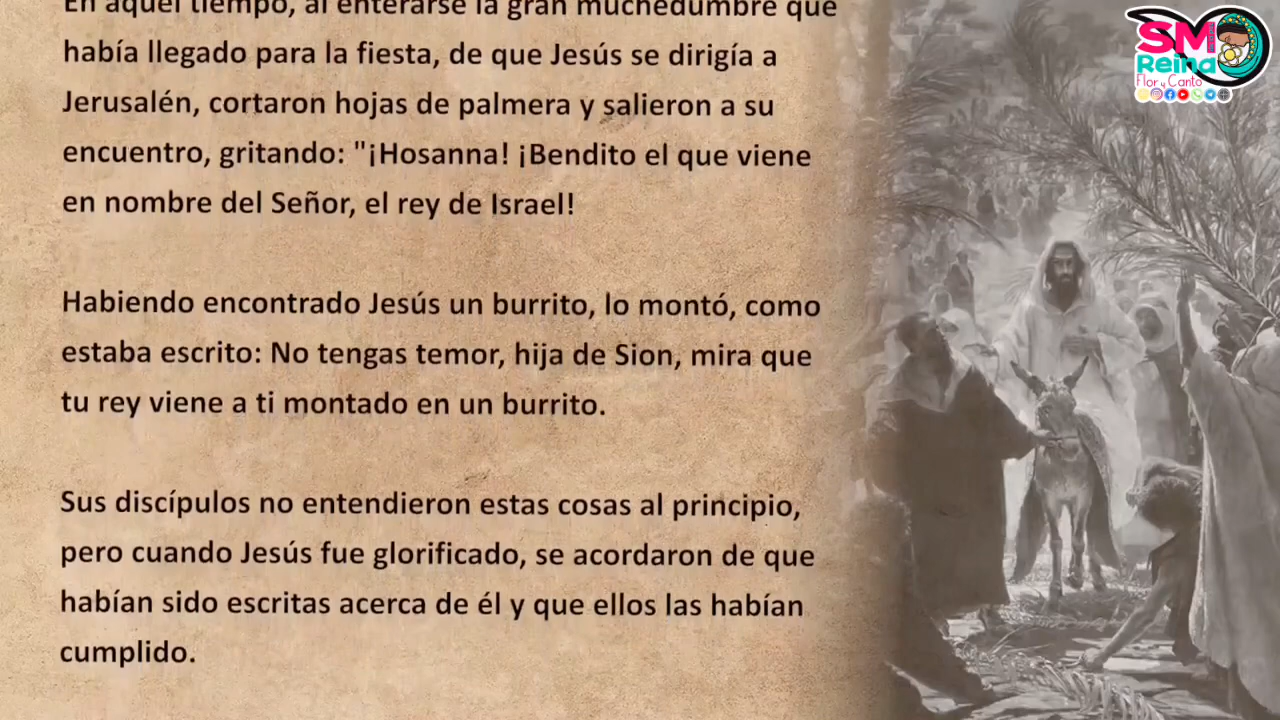 En aquel tiempo, al enterarse la gran muchedumbre que
había llegado para la fiesta, de que Jesús se dirigía a
Jerusalén, cortaron hojas de palmera y salieron a su
encuentro, gritando: "¡Hosanna! ¡Bendito el que viene
en nombre del Señor, el rey de Israel!
Habiendo encontrado Jesús un burrito, lo montó, como
estaba escrito: No tengas temor, hija de Sion, mira que
tu rey viene a ti montado en un burrito.
Sus discípulos no entendieron estas cosas al principio,
pero cuando Jesús fue glorificado, se acordaron de que
habían sido escritas acerca de él y que ellos las habían
cumplido.
SM
Reina
Flor y Canto